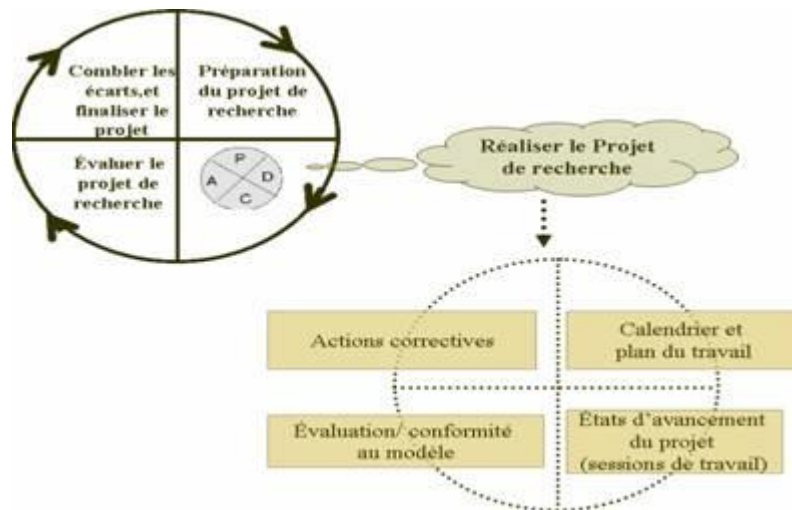 Combler les
écarts,et
finaliser le
projet
Préparation
du projet de
recherche
Évaluer le
projet de
recherche
P
A
D
C
Réaliser le Projet
de recherche
Actions correctives
Calendrier et
plan du travail
Évaluation/ conformité
au modèle
États d’avancement
du projet
(sessions de travail)